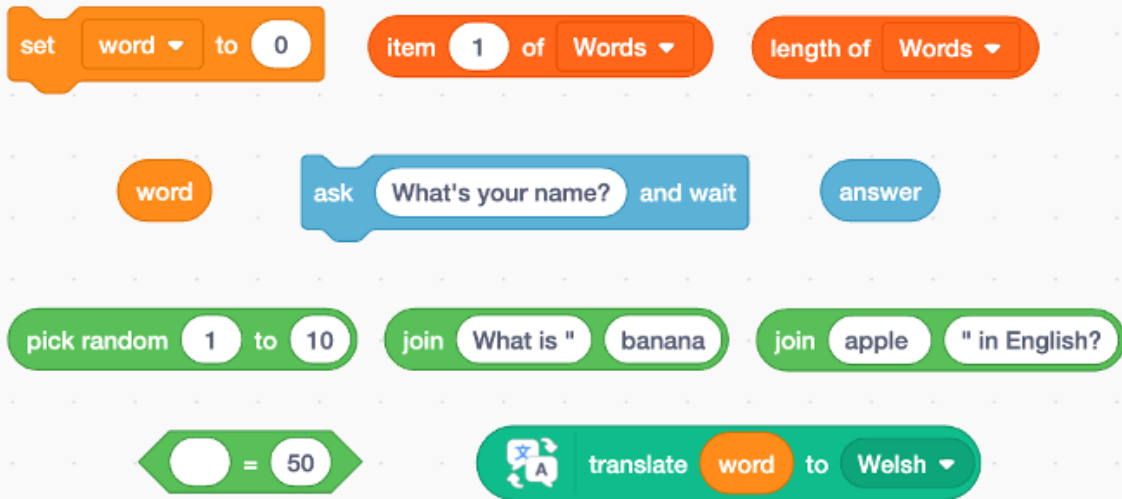 set word to 0 item 1 of Words length of Words
word ask What's your name? and wait answer
pick random 1 to 10 join What is " banana join apple " in English?
= 50 文 A translate word to Welsh